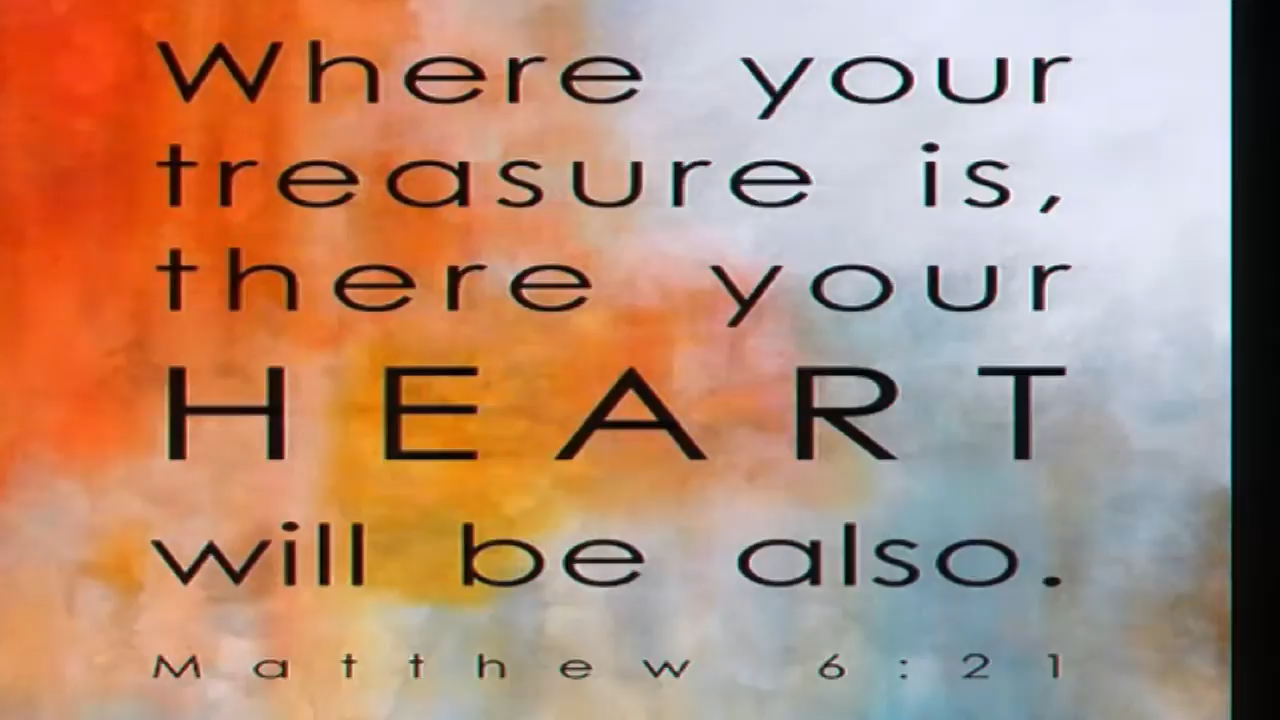 Where your
treasure is,
there your
HEART
will be also.
Matthew 6:21